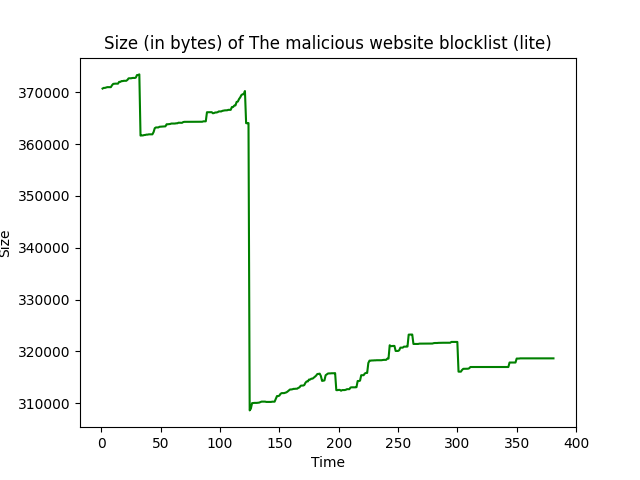 Size (in bytes) of The malicious website blocklist (lite)
370000
360000
350000
340000
330000
320000
310000
Size
0 50 100 150 200 250 300 350 400
Time